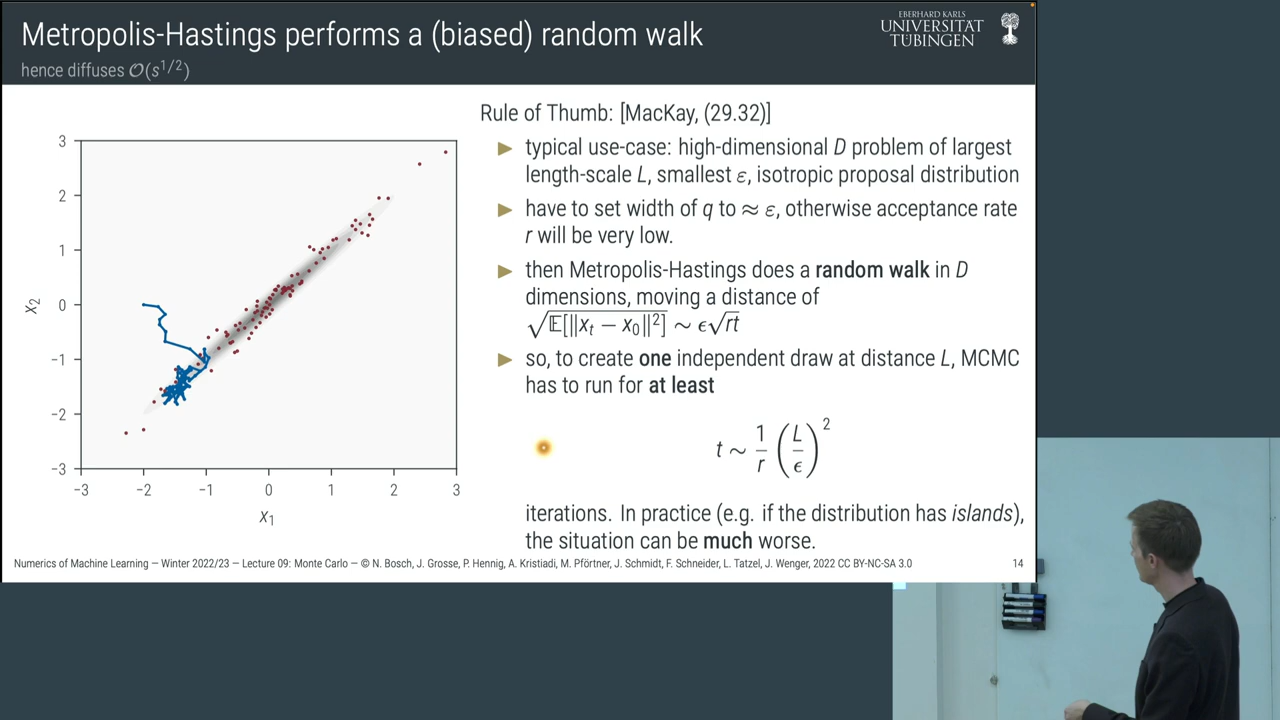 Metropolis-Hastings performs a (biased) random walk
hence diffuses 𝒪(s^1/2)
EBERHARD KARLS
UNIVERSITÄT
TÜBINGEN
Rule of Thumb: [MacKay, (29.32)]
▶ typical use-case: high-dimensional D problem of largest
length-scale L, smallest ε, isotropic proposal distribution
▶ have to set width of q to ≈ ε, otherwise acceptance rate
r will be very low.
▶ then Metropolis-Hastings does a random walk in D
dimensions, moving a distance of
√𝔼[‖x_t − x_0‖²] ∼ ϵ√rt
▶ so, to create one independent draw at distance L, MCMC
has to run for at least
t ∼ 1/r (L/ϵ)²
iterations. In practice (e.g. if the distribution has islands),
the situation can be much worse.
3
2
1
0
−1
−2
−3
x₂
−3 −2 −1 0 1 2 3
x₁
Numerics of Machine Learning — Winter 2022/23 — Lecture 09: Monte Carlo — © N. Bosch, J. Grosse, P. Hennig, A. Kristiadi, M. Pförtner, J. Schmidt, F. Schneider, L. Tatzel, J. Wenger, 2022 CC BY-NC-SA 3.0 14